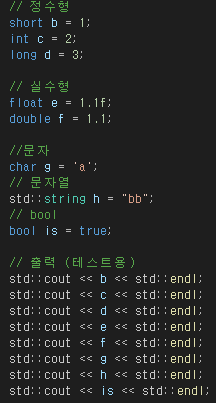 // 정수형
short b = 1;
int c = 2;
long d = 3;

// 실수형
float e = 1.1f;
double f = 1.1;

//문자
char g = 'a';
// 문자열
std::string h = "bb";
// bool
bool is = true;

// 출력 (테스트용)
std::cout << b << std::endl;
std::cout << c << std::endl;
std::cout << d << std::endl;
std::cout << e << std::endl;
std::cout << f << std::endl;
std::cout << g << std::endl;
std::cout << h << std::endl;
std::cout << is << std::endl;